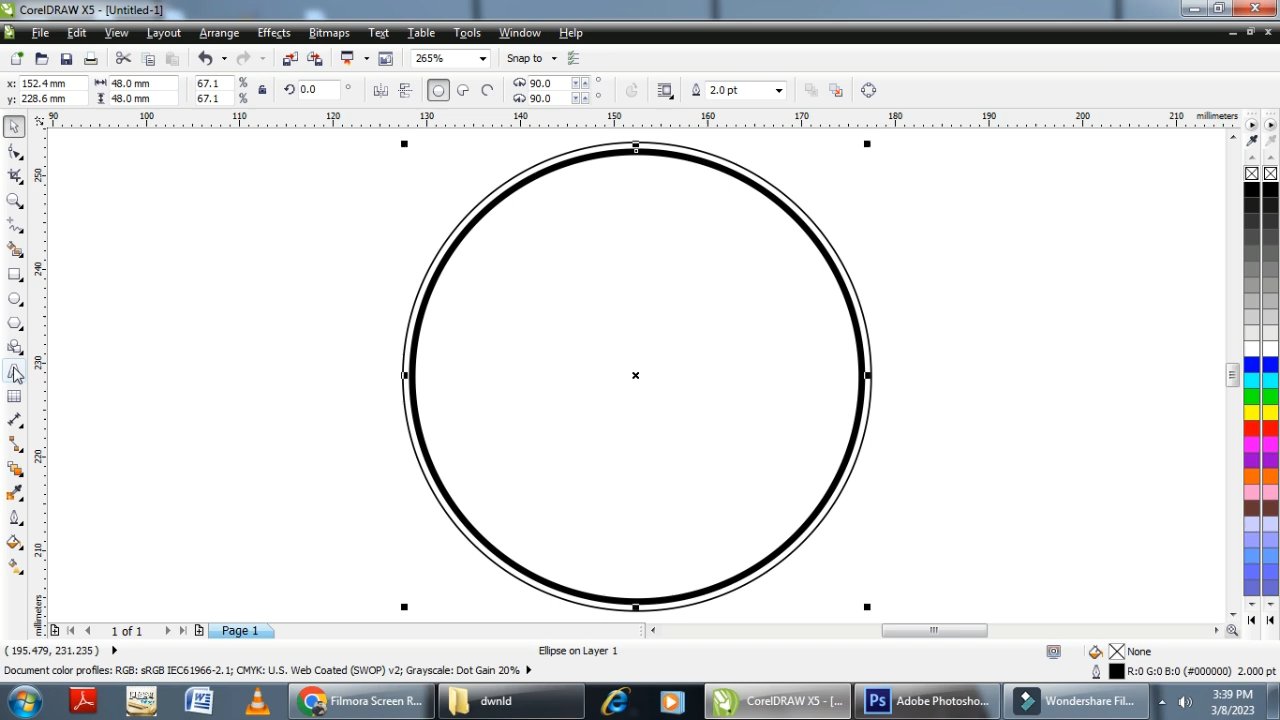 CorelDRAW X5 - [Untitled-1]
File Edit View Layout Arrange Effects Bitmaps Text Table Tools Window Help
265% Snap to
x: 152.4 mm 48.0 mm 67.1 % 0.0 ° 90.0 ° 2.0 pt
y: 228.6 mm 48.0 mm 67.1 % 90.0
90 100 110 120 130 140 150 160 170 180 190 200 210 millimeters
250
240
230
220
210
millimeters
1 of 1 Page 1
( 195.479, 231.235 ) Ellipse on Layer 1 None
Document color profiles: RGB: sRGB IEC61966-2.1; CMYK: U.S. Web Coated (SWOP) v2; Grayscale: Dot Gain 20% R:0 G:0 B:0 (#000000) 2.000 pt
Filmora Screen R... dwnld CorelDRAW X5 - [... Adobe Photosho... Wondershare Fil... 3:39 PM
3/8/2023